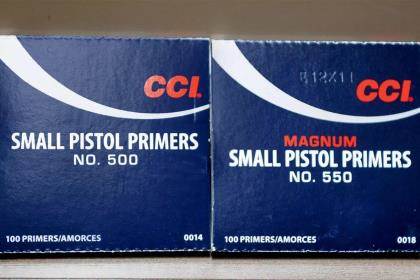 CCI
SMALL PISTOL PRIMERS
NO. 500
100 PRIMERS/AMORCES 0014
CCI
MAGNUM
SMALL PISTOL PRIMERS
NO. 550
100 PRIMERS/AMORCES 0018